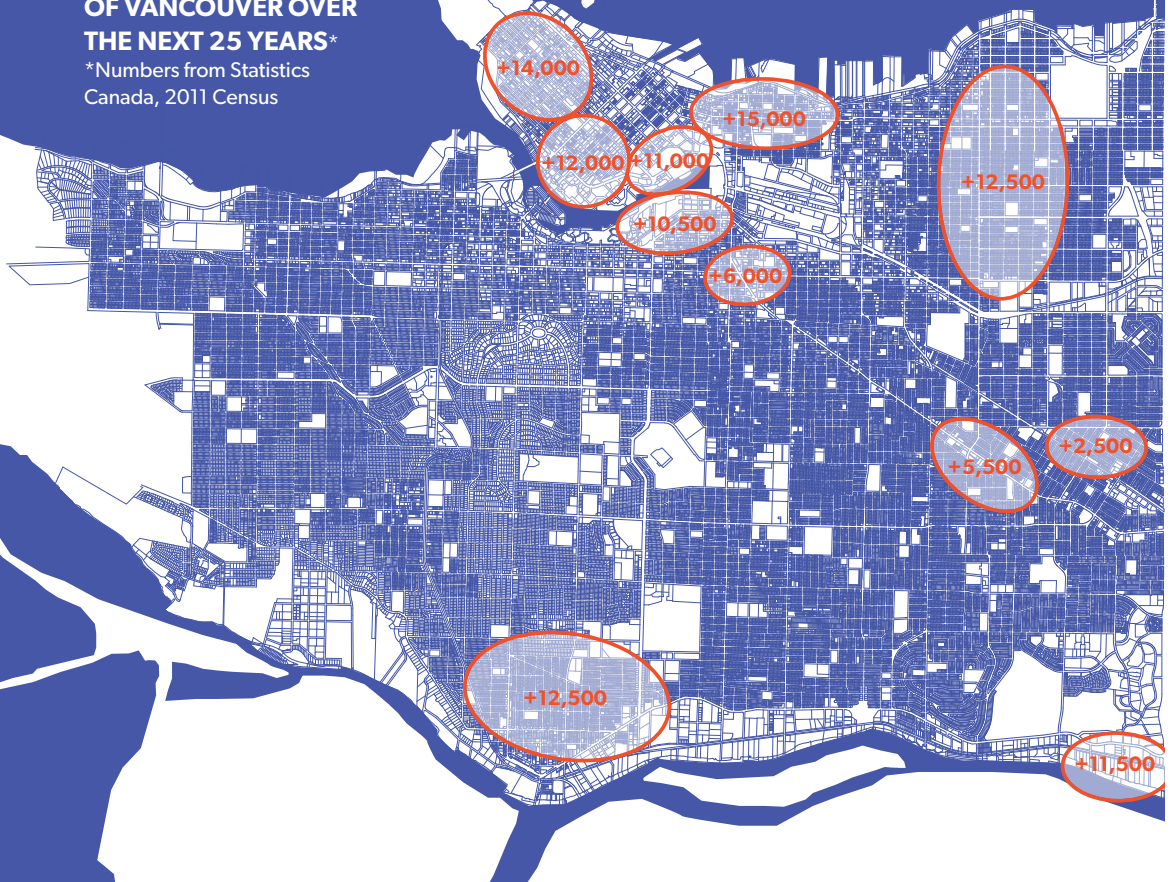 OF VANCOUVER OVER
THE NEXT 25 YEARS*
*Numbers from Statistics
Canada, 2011 Census
+14,000
+15,000
+12,000
+11,000
+12,500
+10,500
+6,000
+2,500
+5,500
+12,500
+11,500